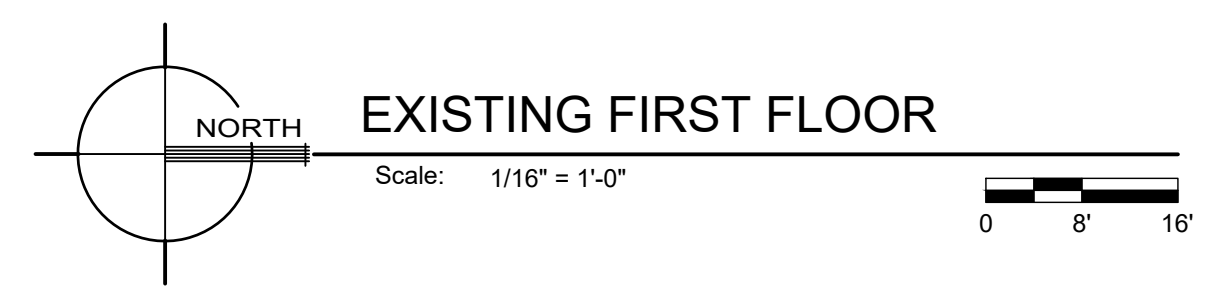 NORTH
EXISTING FIRST FLOOR
Scale: 1/16" = 1'-0"
0 8' 16'